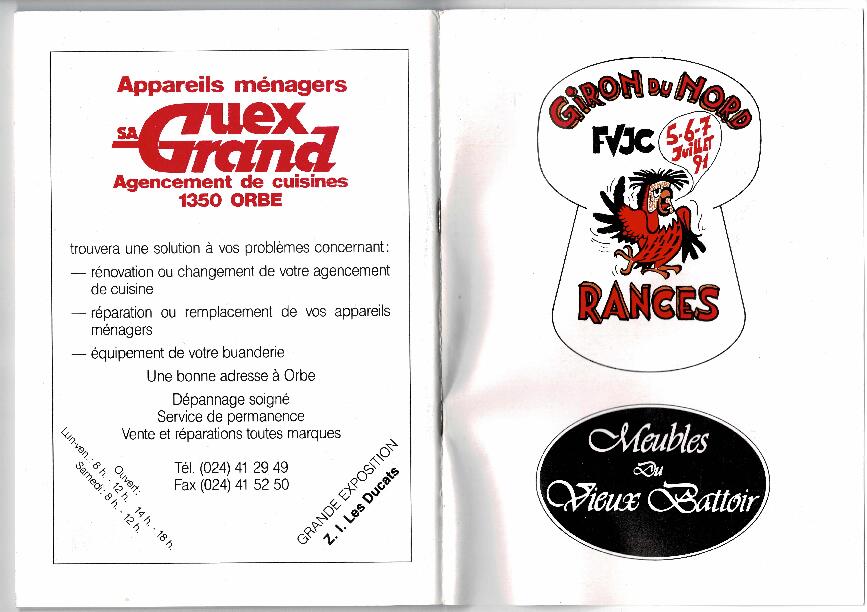 Appareils ménagers
SA Guex
Grand
Agencement de cuisines
1350 ORBE
trouvera une solution à vos problèmes concernant:
— rénovation ou changement de votre agencement
de cuisine
— réparation ou remplacement de vos appareils
ménagers
— équipement de votre buanderie
Une bonne adresse à Orbe
Dépannage soigné
Service de permanence
Vente et réparations toutes marques
Tél. (024) 41 29 49
Fax (024) 41 52 50
Ouvert:
Lun-ven. - 8 h. - 12 h. 14 h. - 18 h.
Samedi - 8 h. - 12 h.
GRANDE EXPOSITION
Z. I. Les Ducats
GIRON DU NORD
FVJC
5-6-7
JUILLET
91
RANCES
Meubles
Du
Vieux Battoir